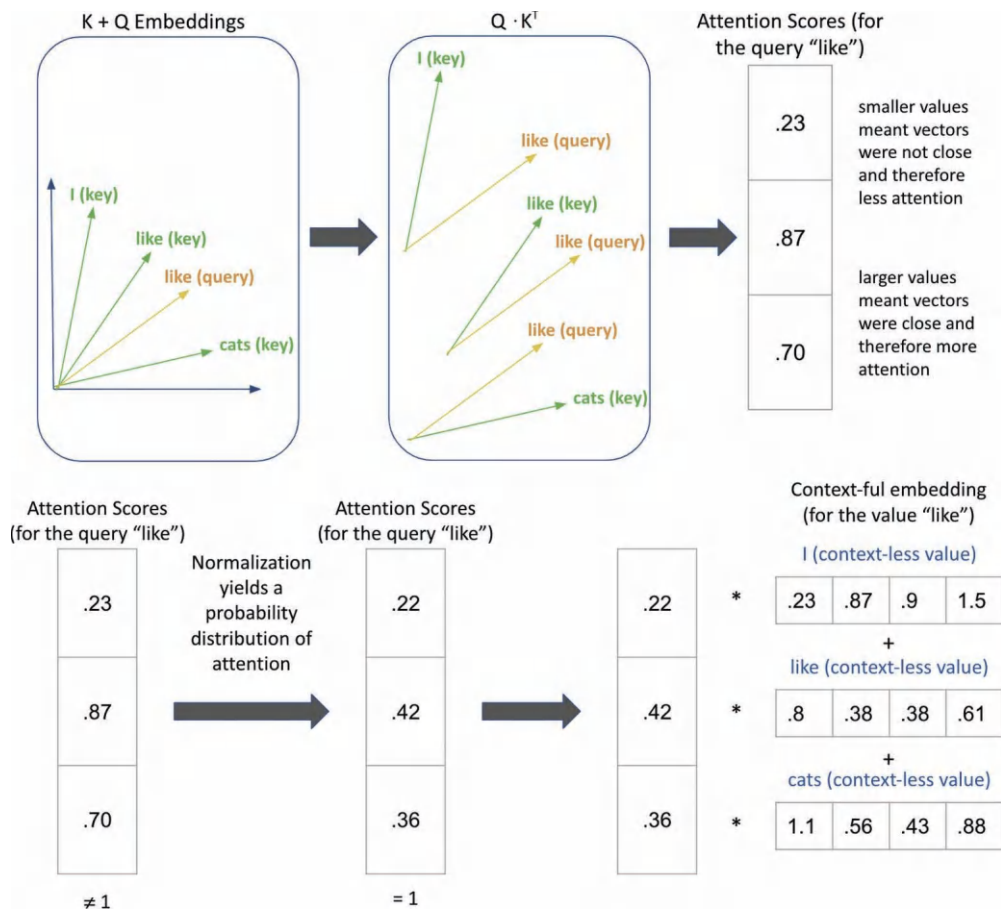 K + Q Embeddings
I (key)
like (key)
like (query)
cats (key)
Q · Kᵀ
I (key)
like (query)
like (key)
like (query)
like (query)
cats (key)
Attention Scores (for
the query “like”)
.23
.87
.70
smaller values
meant vectors
were not close
and therefore
less attention
larger values
meant vectors
were close and
therefore more
attention
Attention Scores
(for the query “like”)
.23
.87
.70
≠ 1
Normalization
yields a
probability
distribution of
attention
Attention Scores
(for the query “like”)
.22
.42
.36
= 1
Context-ful embedding
(for the value “like”)
I (context-less value)
.22 * .23 .87 .9 1.5
+
like (context-less value)
.42 * .8 .38 .38 .61
+
cats (context-less value)
.36 * 1.1 .56 .43 .88